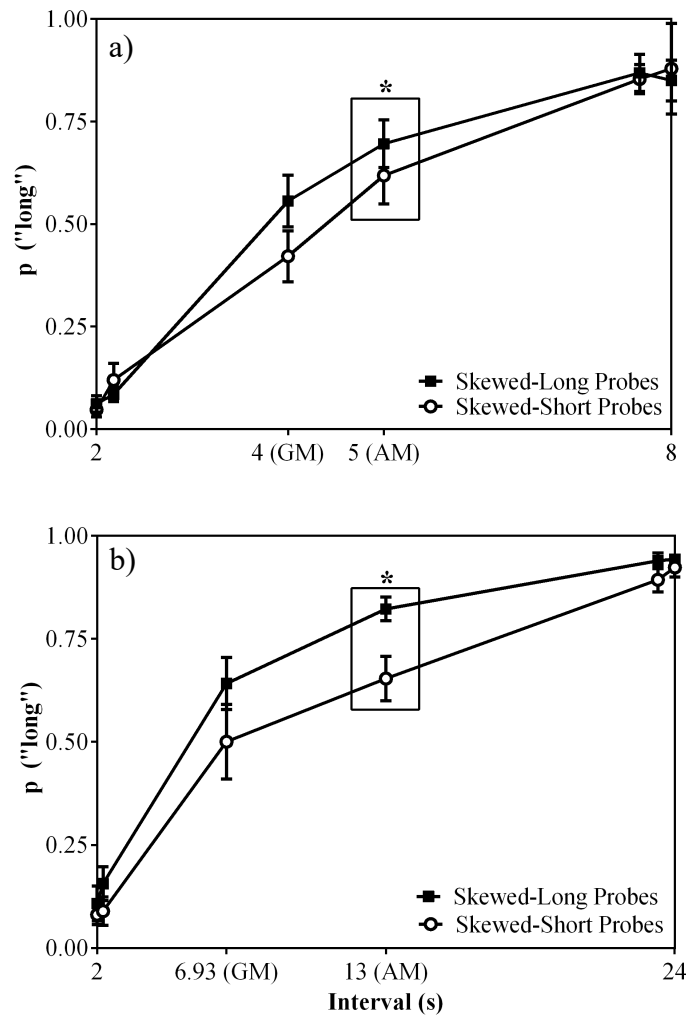 a)
1.00
0.75
0.50
0.25
0.00
p ("long")
*
Skewed-Long Probes
Skewed-Short Probes
2 4 (GM) 5 (AM) 8
b)
1.00
0.75
0.50
0.25
0.00
p ("long")
*
Skewed-Long Probes
Skewed-Short Probes
2 6.93 (GM) 13 (AM) 24
Interval (s)